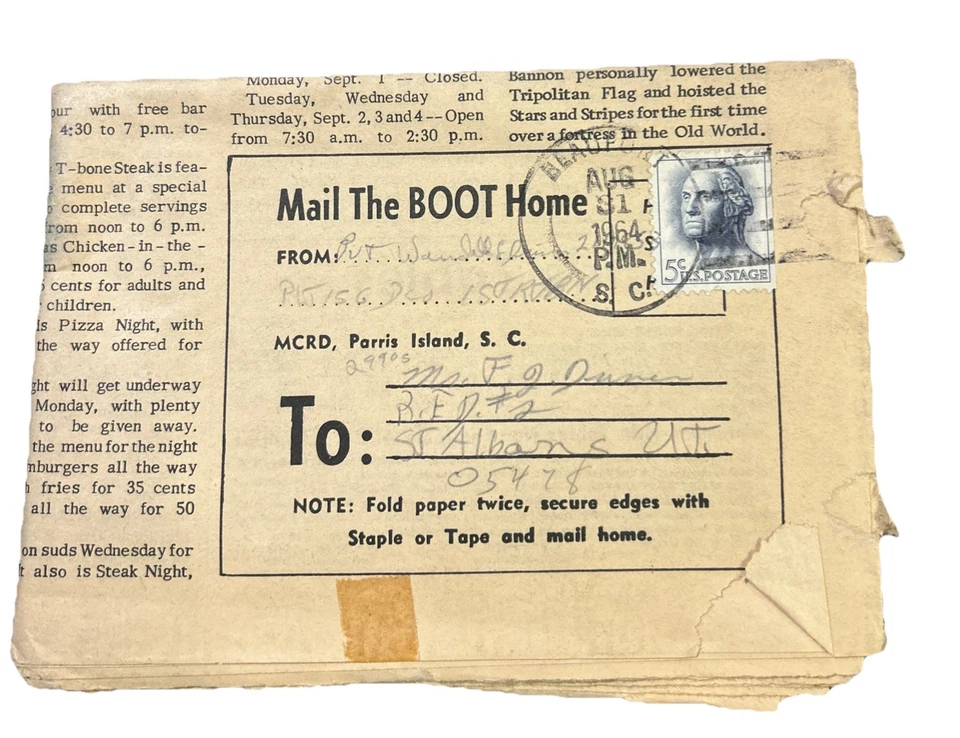 our with free bar
4:30 to 7 p.m. to-
T-bone Steak is fea-
menu at a special
complete servings
from noon to 6 p.m.
as Chicken-in-the-
noon to 6 p.m.,
cents for adults and
children.
is Pizza Night, with
the way offered for
ght will get underway
Monday, with plenty
to be given away.
the menu for the night
mburgers all the way
fries for 35 cents
all the way for 50
on suds Wednesday for
t also is Steak Night,
Monday, Sept. 1 -- Closed.
Tuesday, Wednesday and
Thursday, Sept. 2, 3 and 4--Open
from 7:30 a.m. to 2:30 p.m.
Bannon personally lowered the
Tripolitan Flag and hoisted the
Stars and Stripes for the first time
over a fortress in the Old World.
Mail The BOOT Home
FROM: Pvt.
MCRD, Parris Island, S. C.
To:
R.F.D. #2
St Albans Vt.
05478
NOTE: Fold paper twice, secure edges with
Staple or Tape and mail home.
BEAUFORT
AUG
31
1964
P.M.
S. C.
5¢
U.S. POSTAGE